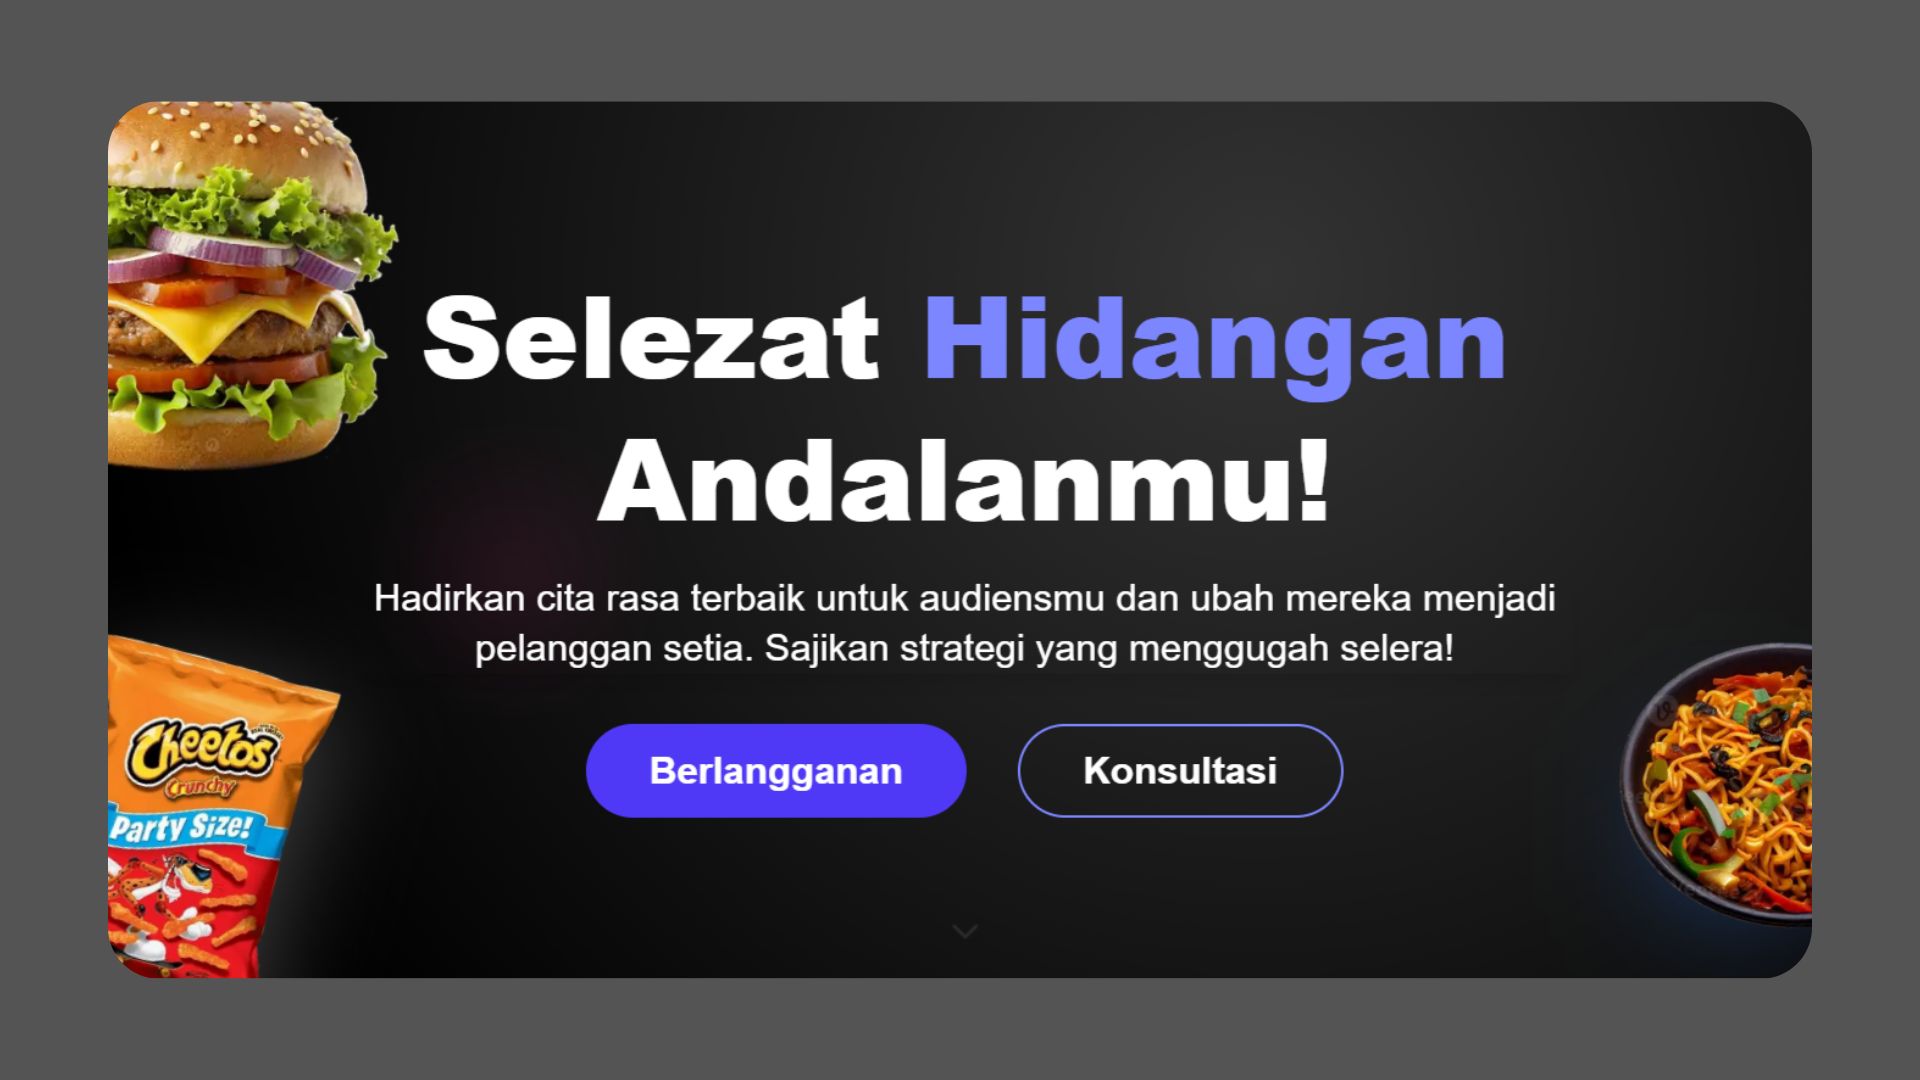 Selezat Hidangan
Andalanmu!
Hadirkan cita rasa terbaik untuk audiensmu dan ubah mereka menjadi
pelanggan setia. Sajikan strategi yang menggugah selera!
Cheetos
Crunchy
Party Size!
Berlangganan
Konsultasi